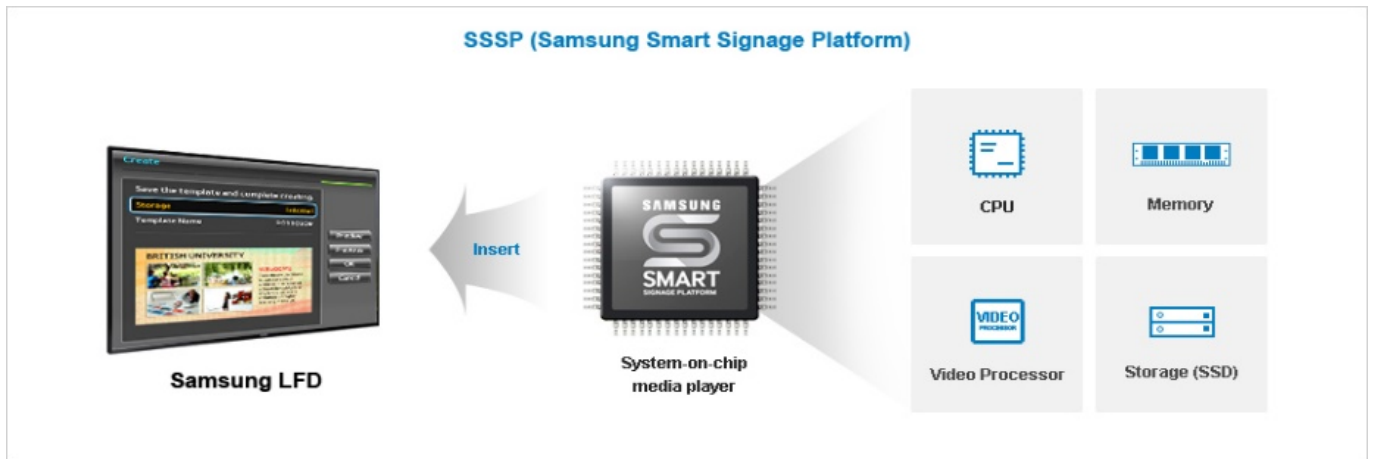 SSSP (Samsung Smart Signage Platform)
Create
Save the template and complete creating.
Storage
Template Name
BRITISH UNIVERSITY
Cancel
Samsung LFD
Insert
SAMSUNG
SMART
SIGNAGE PLATFORM
System-on-chip
media player
CPU
Memory
VIDEO
PROCESSOR
Video Processor
Storage (SSD)